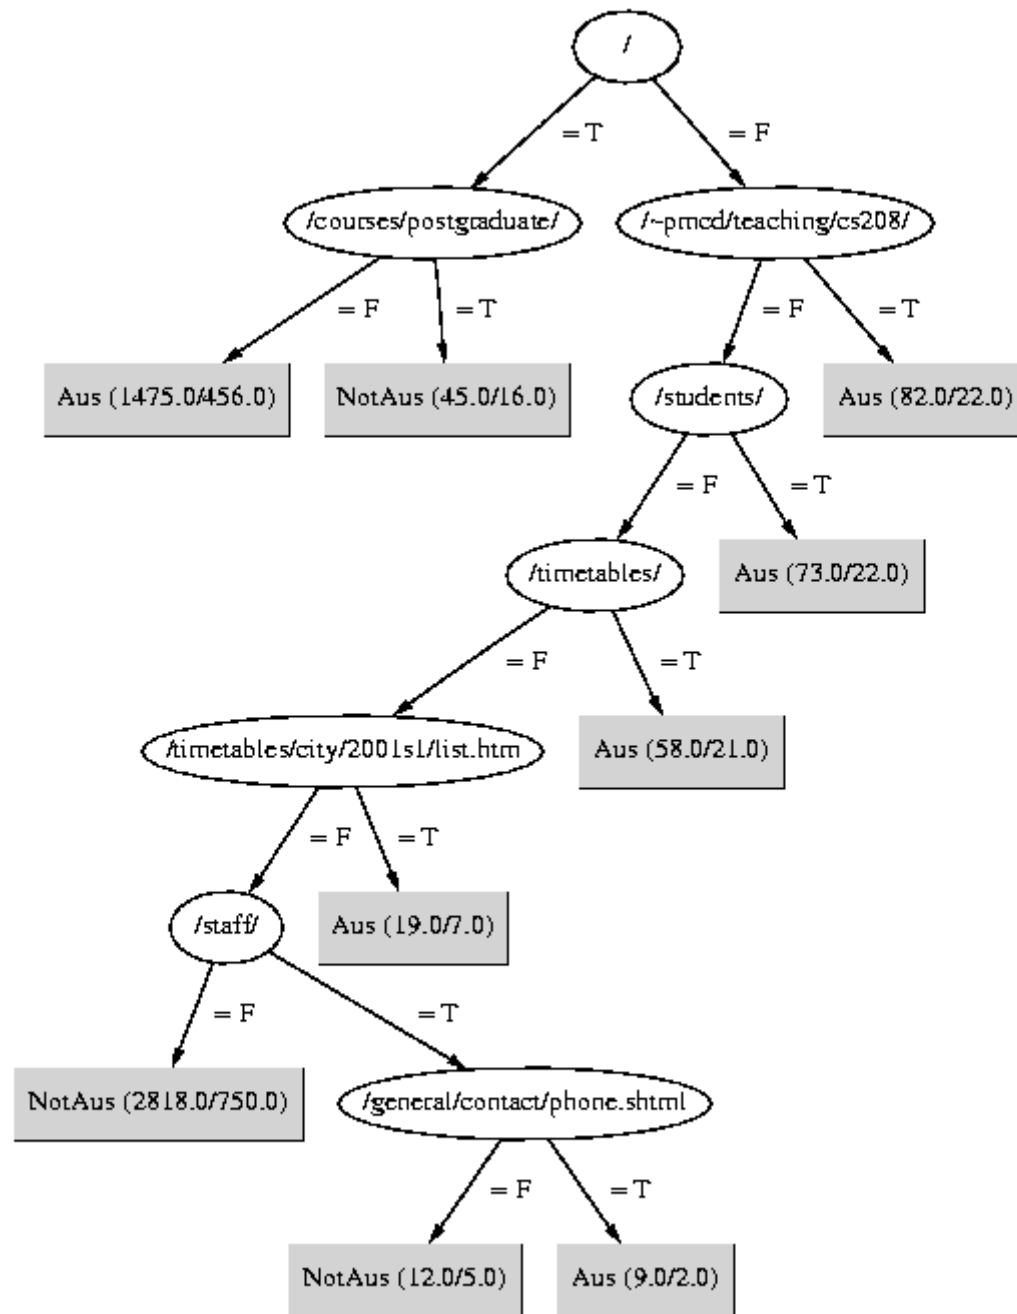 /
= T
= F
/courses/postgraduate/
/~pmcd/teaching/cs208/
= F
= T
= F
= T
Aus (1475.0/456.0)
NotAus (45.0/16.0)
/students/
Aus (82.0/22.0)
= F
= T
/timetables/
Aus (73.0/22.0)
= F
= T
/timetables/city/2001s1/list.htm
Aus (58.0/21.0)
= F
= T
/staff/
Aus (19.0/7.0)
= F
= T
NotAus (2818.0/750.0)
/general/contact/phone.shtml
= F
= T
NotAus (12.0/5.0)
Aus (9.0/2.0)